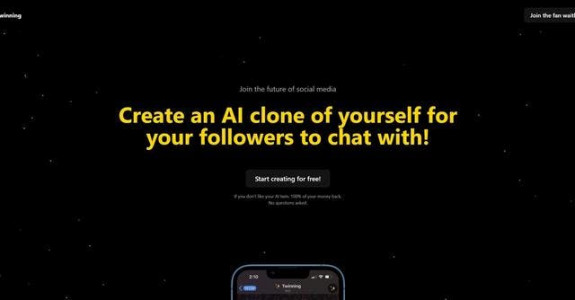 winning
Join the fan wait
Join the future of social media
Create an AI clone of yourself for
your followers to chat with!
Start creating for free!
If you don't like your AI twin, 100% of your money back.
No questions asked.
3:10
Twinning